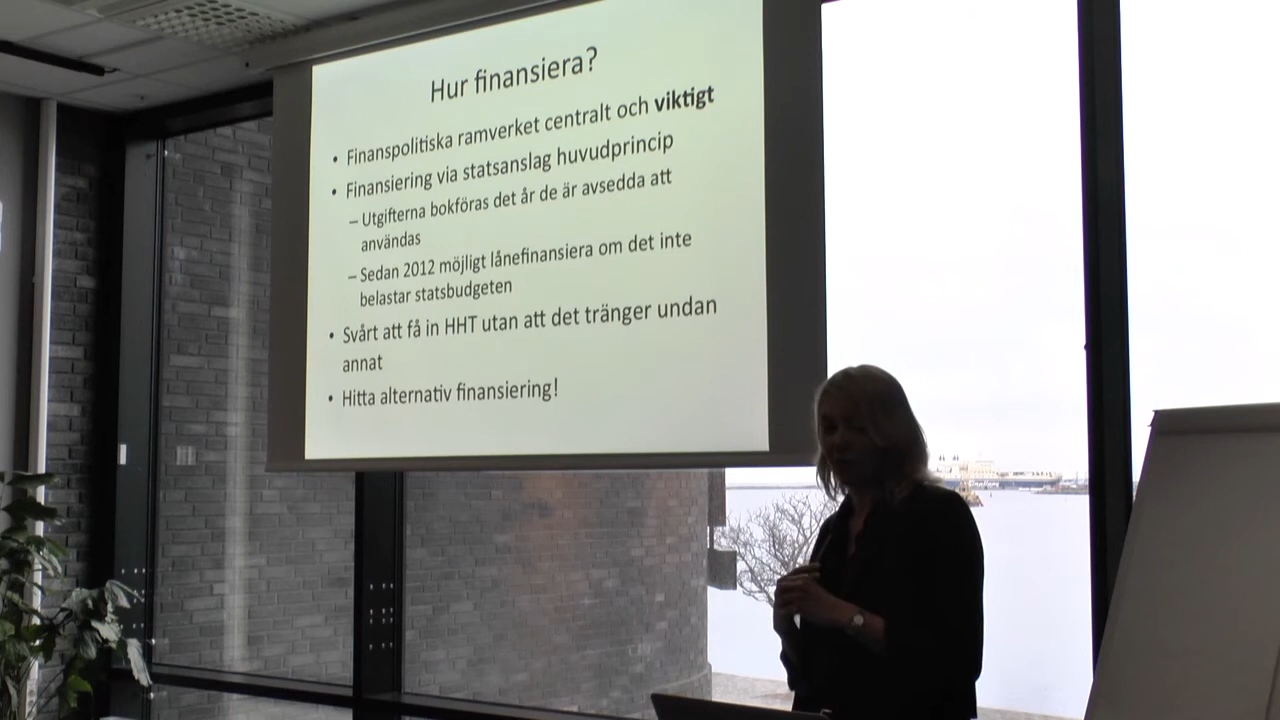 Hur finansiera?
• Finanspolitiska ramverket centralt och viktigt
• Finansiering via statsanslag huvudprincip
– Utgifterna bokföras det år de är avsedda att
användas
– Sedan 2012 möjligt lånefinansiera om det inte
belastar statsbudgeten
• Svårt att få in HHT utan att det tränger undan
annat
• Hitta alternativ finansiering!
Finnlines